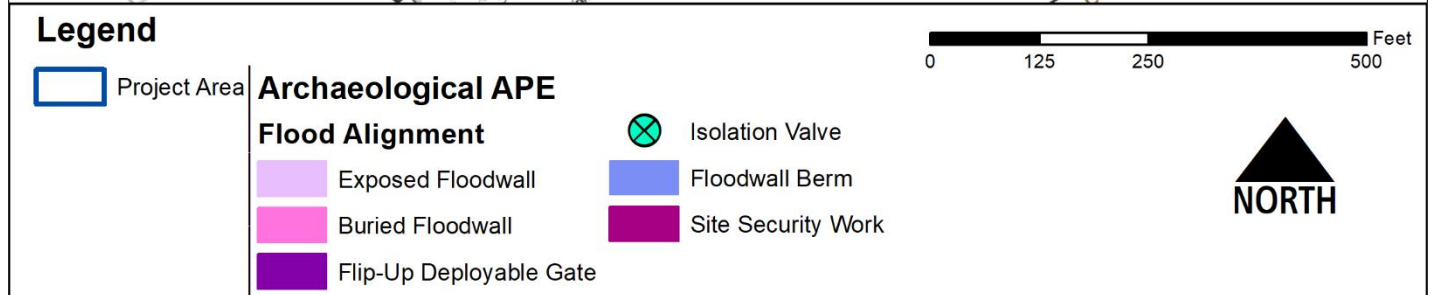 Legend
Project Area
Archaeological APE
Flood Alignment
Exposed Floodwall
Buried Floodwall
Flip-Up Deployable Gate
Isolation Valve
Floodwall Berm
Site Security Work
Feet
0 125 250 500
NORTH